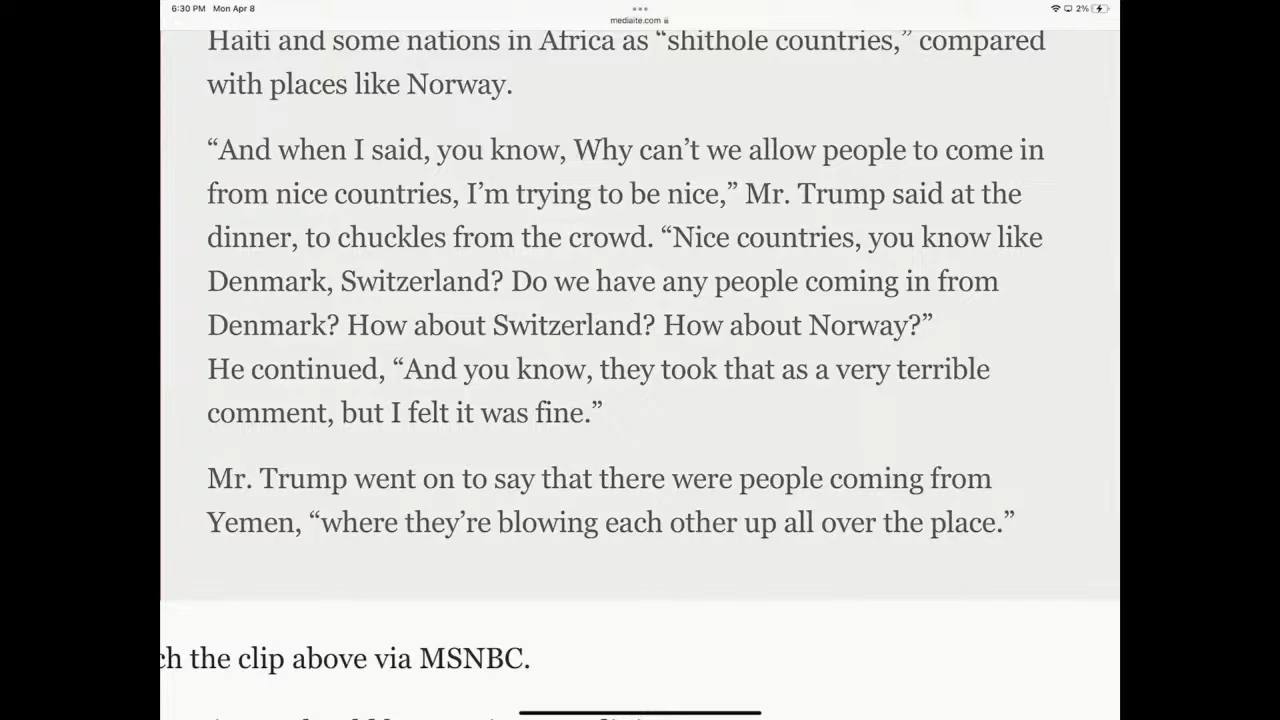 6:30 PM Mon Apr 8
mediaite.com
2%
Haiti and some nations in Africa as “shithole countries,” compared
with places like Norway.
“And when I said, you know, Why can’t we allow people to come in
from nice countries, I’m trying to be nice,” Mr. Trump said at the
dinner, to chuckles from the crowd. “Nice countries, you know like
Denmark, Switzerland? Do we have any people coming in from
Denmark? How about Switzerland? How about Norway?”
He continued, “And you know, they took that as a very terrible
comment, but I felt it was fine.”
Mr. Trump went on to say that there were people coming from
Yemen, “where they’re blowing each other up all over the place.”
ch the clip above via MSNBC.